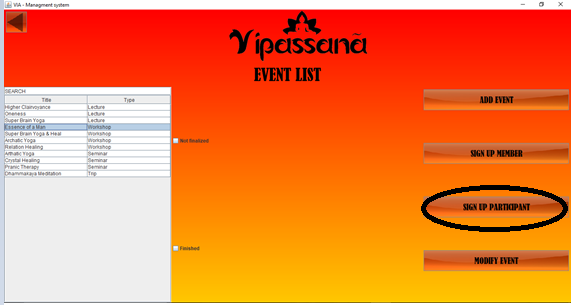 VIA - Managment system
Vipassanā
EVENT LIST
SEARCH
Title Type
Higher Clairvoyance Lecture
Oneness Lecture
Super Brain Yoga Lecture
Essence of a Man Workshop
Super Brain Yoga & Heal Workshop
Archatic Yoga Workshop
Relation Healing Workshop
Arthatic Yoga Seminar
Crystal Healing Seminar
Pranic Therapy Seminar
Dhammakaya Meditation Trip
Not finalized
Finished
ADD EVENT
SIGN UP MEMBER
SIGN UP PARTICIPANT
MODIFY EVENT